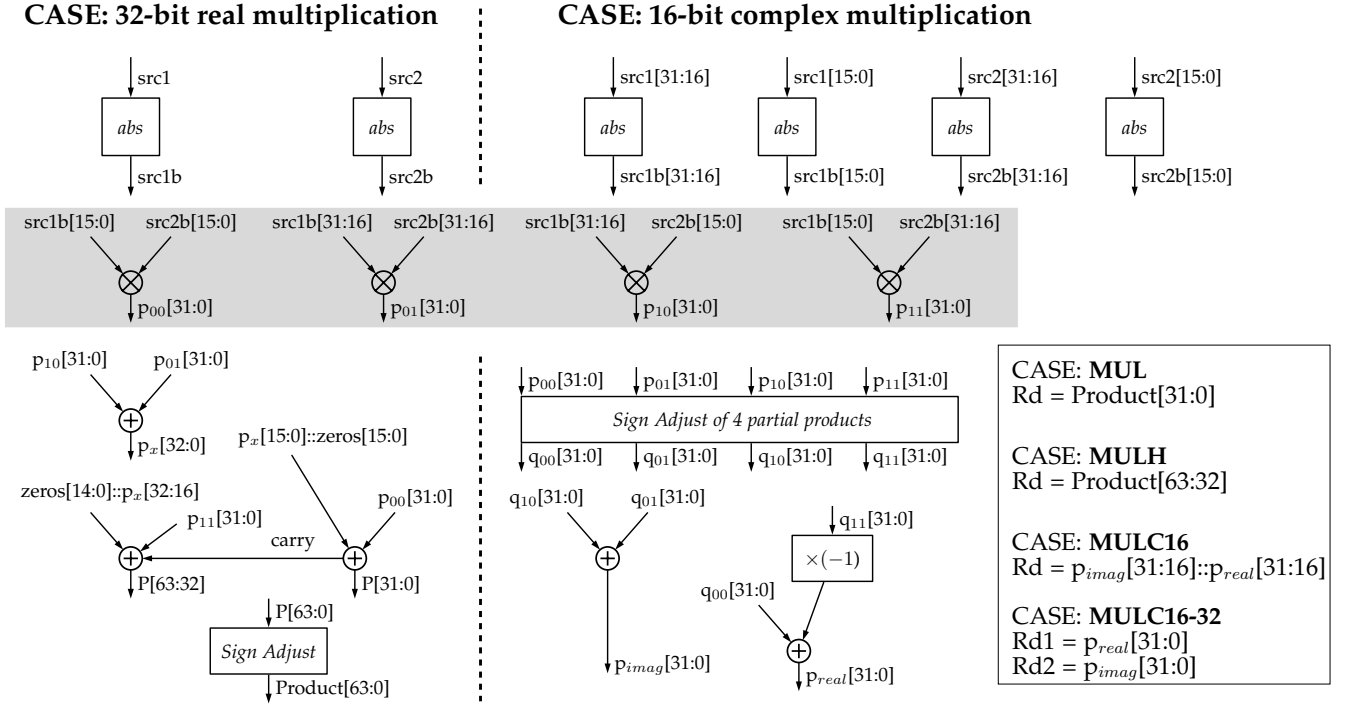 CASE: 32-bit real multiplication
CASE: 16-bit complex multiplication
src1
src2
src1[31:16]
src1[15:0]
src2[31:16]
src2[15:0]
abs
abs
abs
abs
abs
abs
src1b
src2b
src1b[31:16]
src1b[15:0]
src2b[31:16]
src2b[15:0]
src1b[15:0] src2b[15:0]
src1b[31:16] src2b[31:16]
src1b[31:16] src2b[15:0]
src1b[15:0] src2b[31:16]
p00[31:0]
p01[31:0]
p10[31:0]
p11[31:0]
p10[31:0] p01[31:0]
px[32:0]
px[15:0]::zeros[15:0]
zeros[14:0]::px[32:16]
p11[31:0]
p00[31:0]
carry
P[63:32]
P[31:0]
P[63:0]
Sign Adjust
Product[63:0]
p00[31:0] p01[31:0] p10[31:0] p11[31:0]
Sign Adjust of 4 partial products
q00[31:0] q01[31:0] q10[31:0] q11[31:0]
q10[31:0] q01[31:0]
q11[31:0]
×(−1)
q00[31:0]
pimag[31:0]
preal[31:0]
CASE: MUL
Rd = Product[31:0]
CASE: MULH
Rd = Product[63:32]
CASE: MULC16
Rd = pimag[31:16]::preal[31:16]
CASE: MULC16-32
Rd1 = preal[31:0]
Rd2 = pimag[31:0]